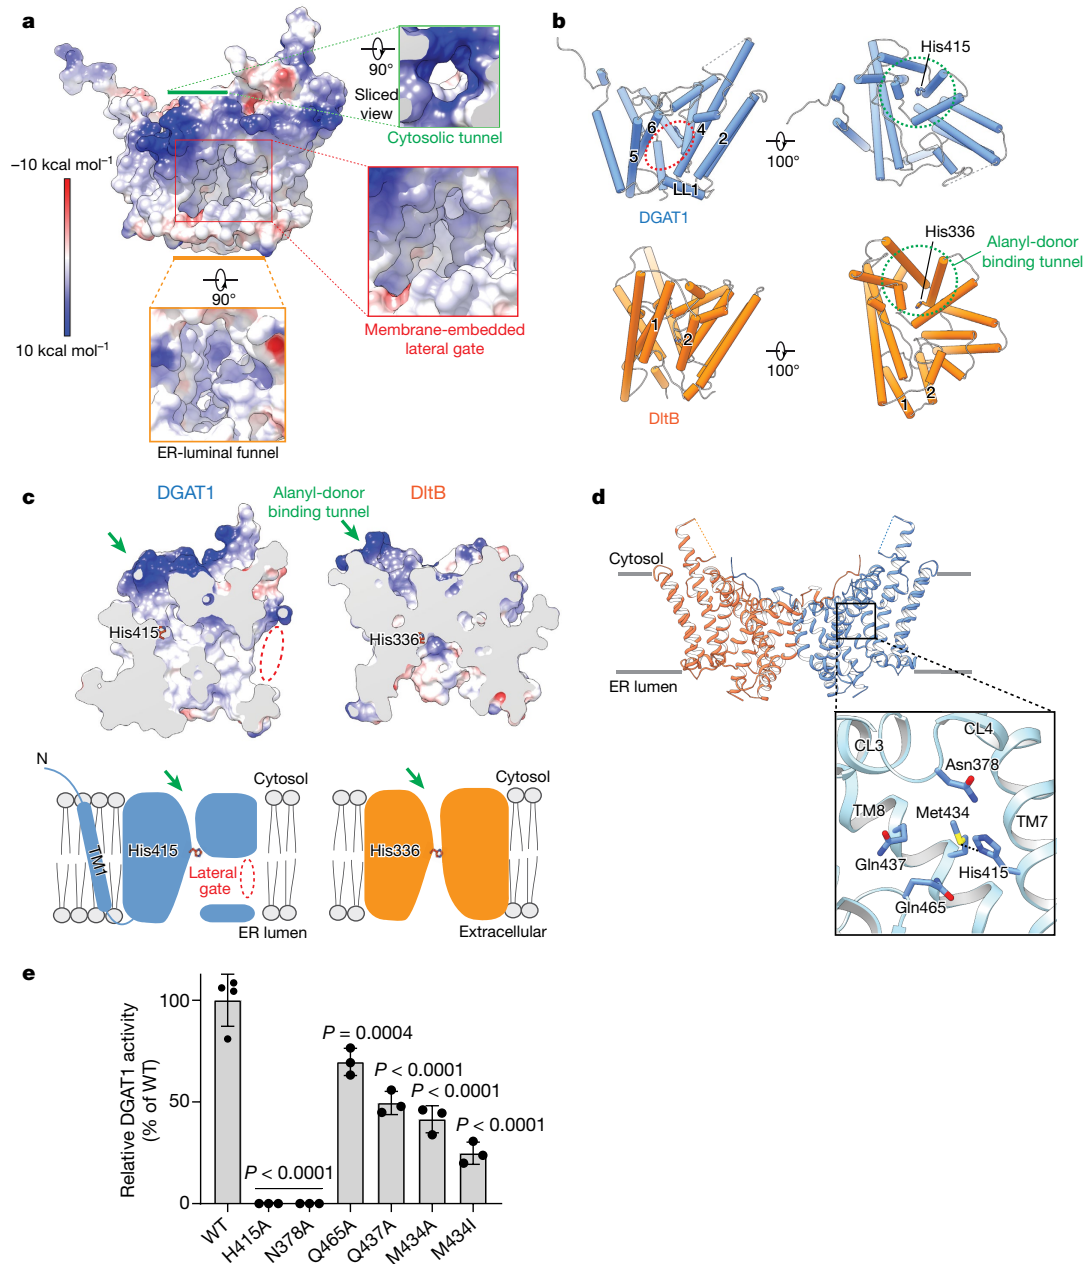 a
90°
Sliced
view
Cytosolic tunnel
−10 kcal mol⁻¹
10 kcal mol⁻¹
90°
Membrane-embedded
lateral gate
ER-luminal funnel
b
6
4
2
5
LL1
DGAT1
100°
His415
1
2
DltB
100°
His336
Alanyl-donor
binding tunnel
1
2
c
DGAT1
Alanyl-donor
binding tunnel
DltB
His415
His336
N
Cytosol
TM1
His415
Lateral
gate
ER lumen
Cytosol
His336
Extracellular
d
Cytosol
ER lumen
CL3
CL4
Asn378
TM8
Met434
TM7
Gln437
His415
Gln465
e
Relative DGAT1 activity
(% of WT)
100
50
0
P = 0.0004
P < 0.0001
P < 0.0001
P < 0.0001
P < 0.0001
WT
H415A
N378A
Q465A
Q437A
M434A
M434I